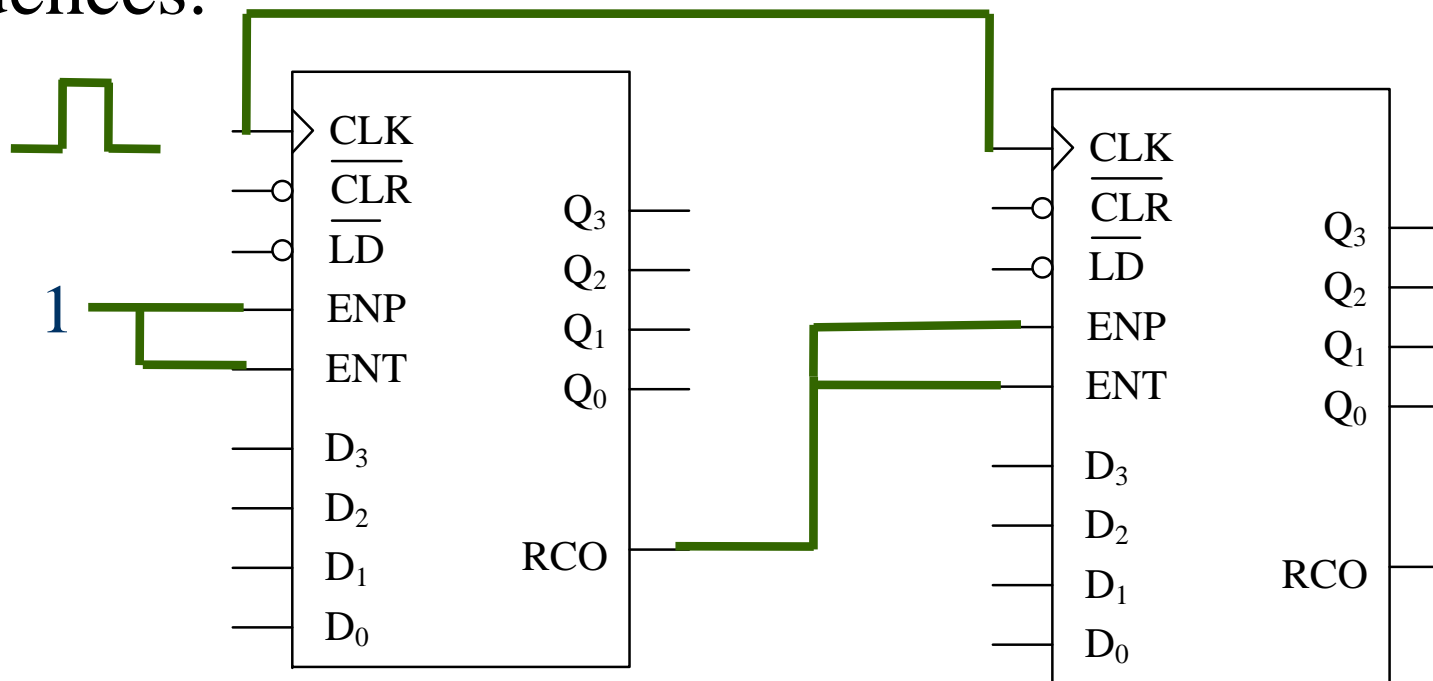 CLK
CLR
LD
ENP
ENT
D3
D2
D1
D0
Q3
Q2
Q1
Q0
RCO
1
CLK
CLR
LD
ENP
ENT
D3
D2
D1
D0
Q3
Q2
Q1
Q0
RCO